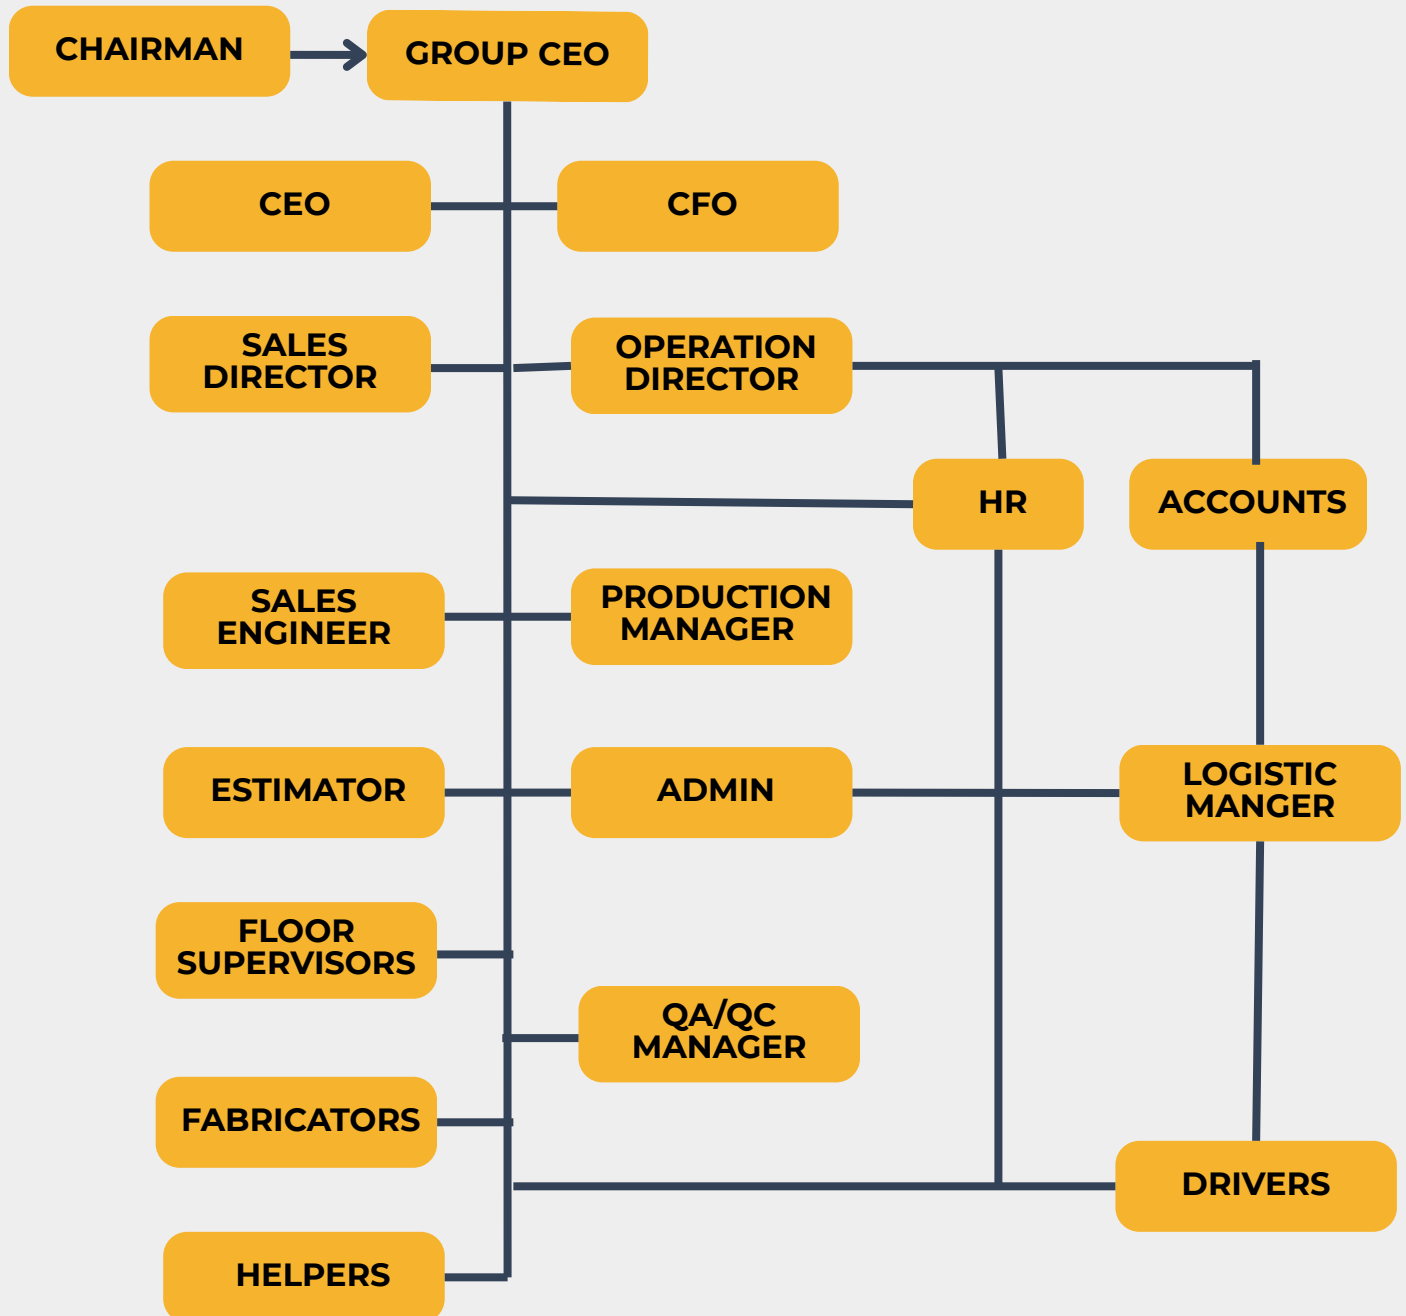 CHAIRMAN
GROUP CEO
CEO
CFO
SALES
DIRECTOR
OPERATION
DIRECTOR
HR
ACCOUNTS
SALES
ENGINEER
PRODUCTION
MANAGER
ESTIMATOR
ADMIN
LOGISTIC
MANGER
FLOOR
SUPERVISORS
QA/QC
MANAGER
FABRICATORS
DRIVERS
HELPERS